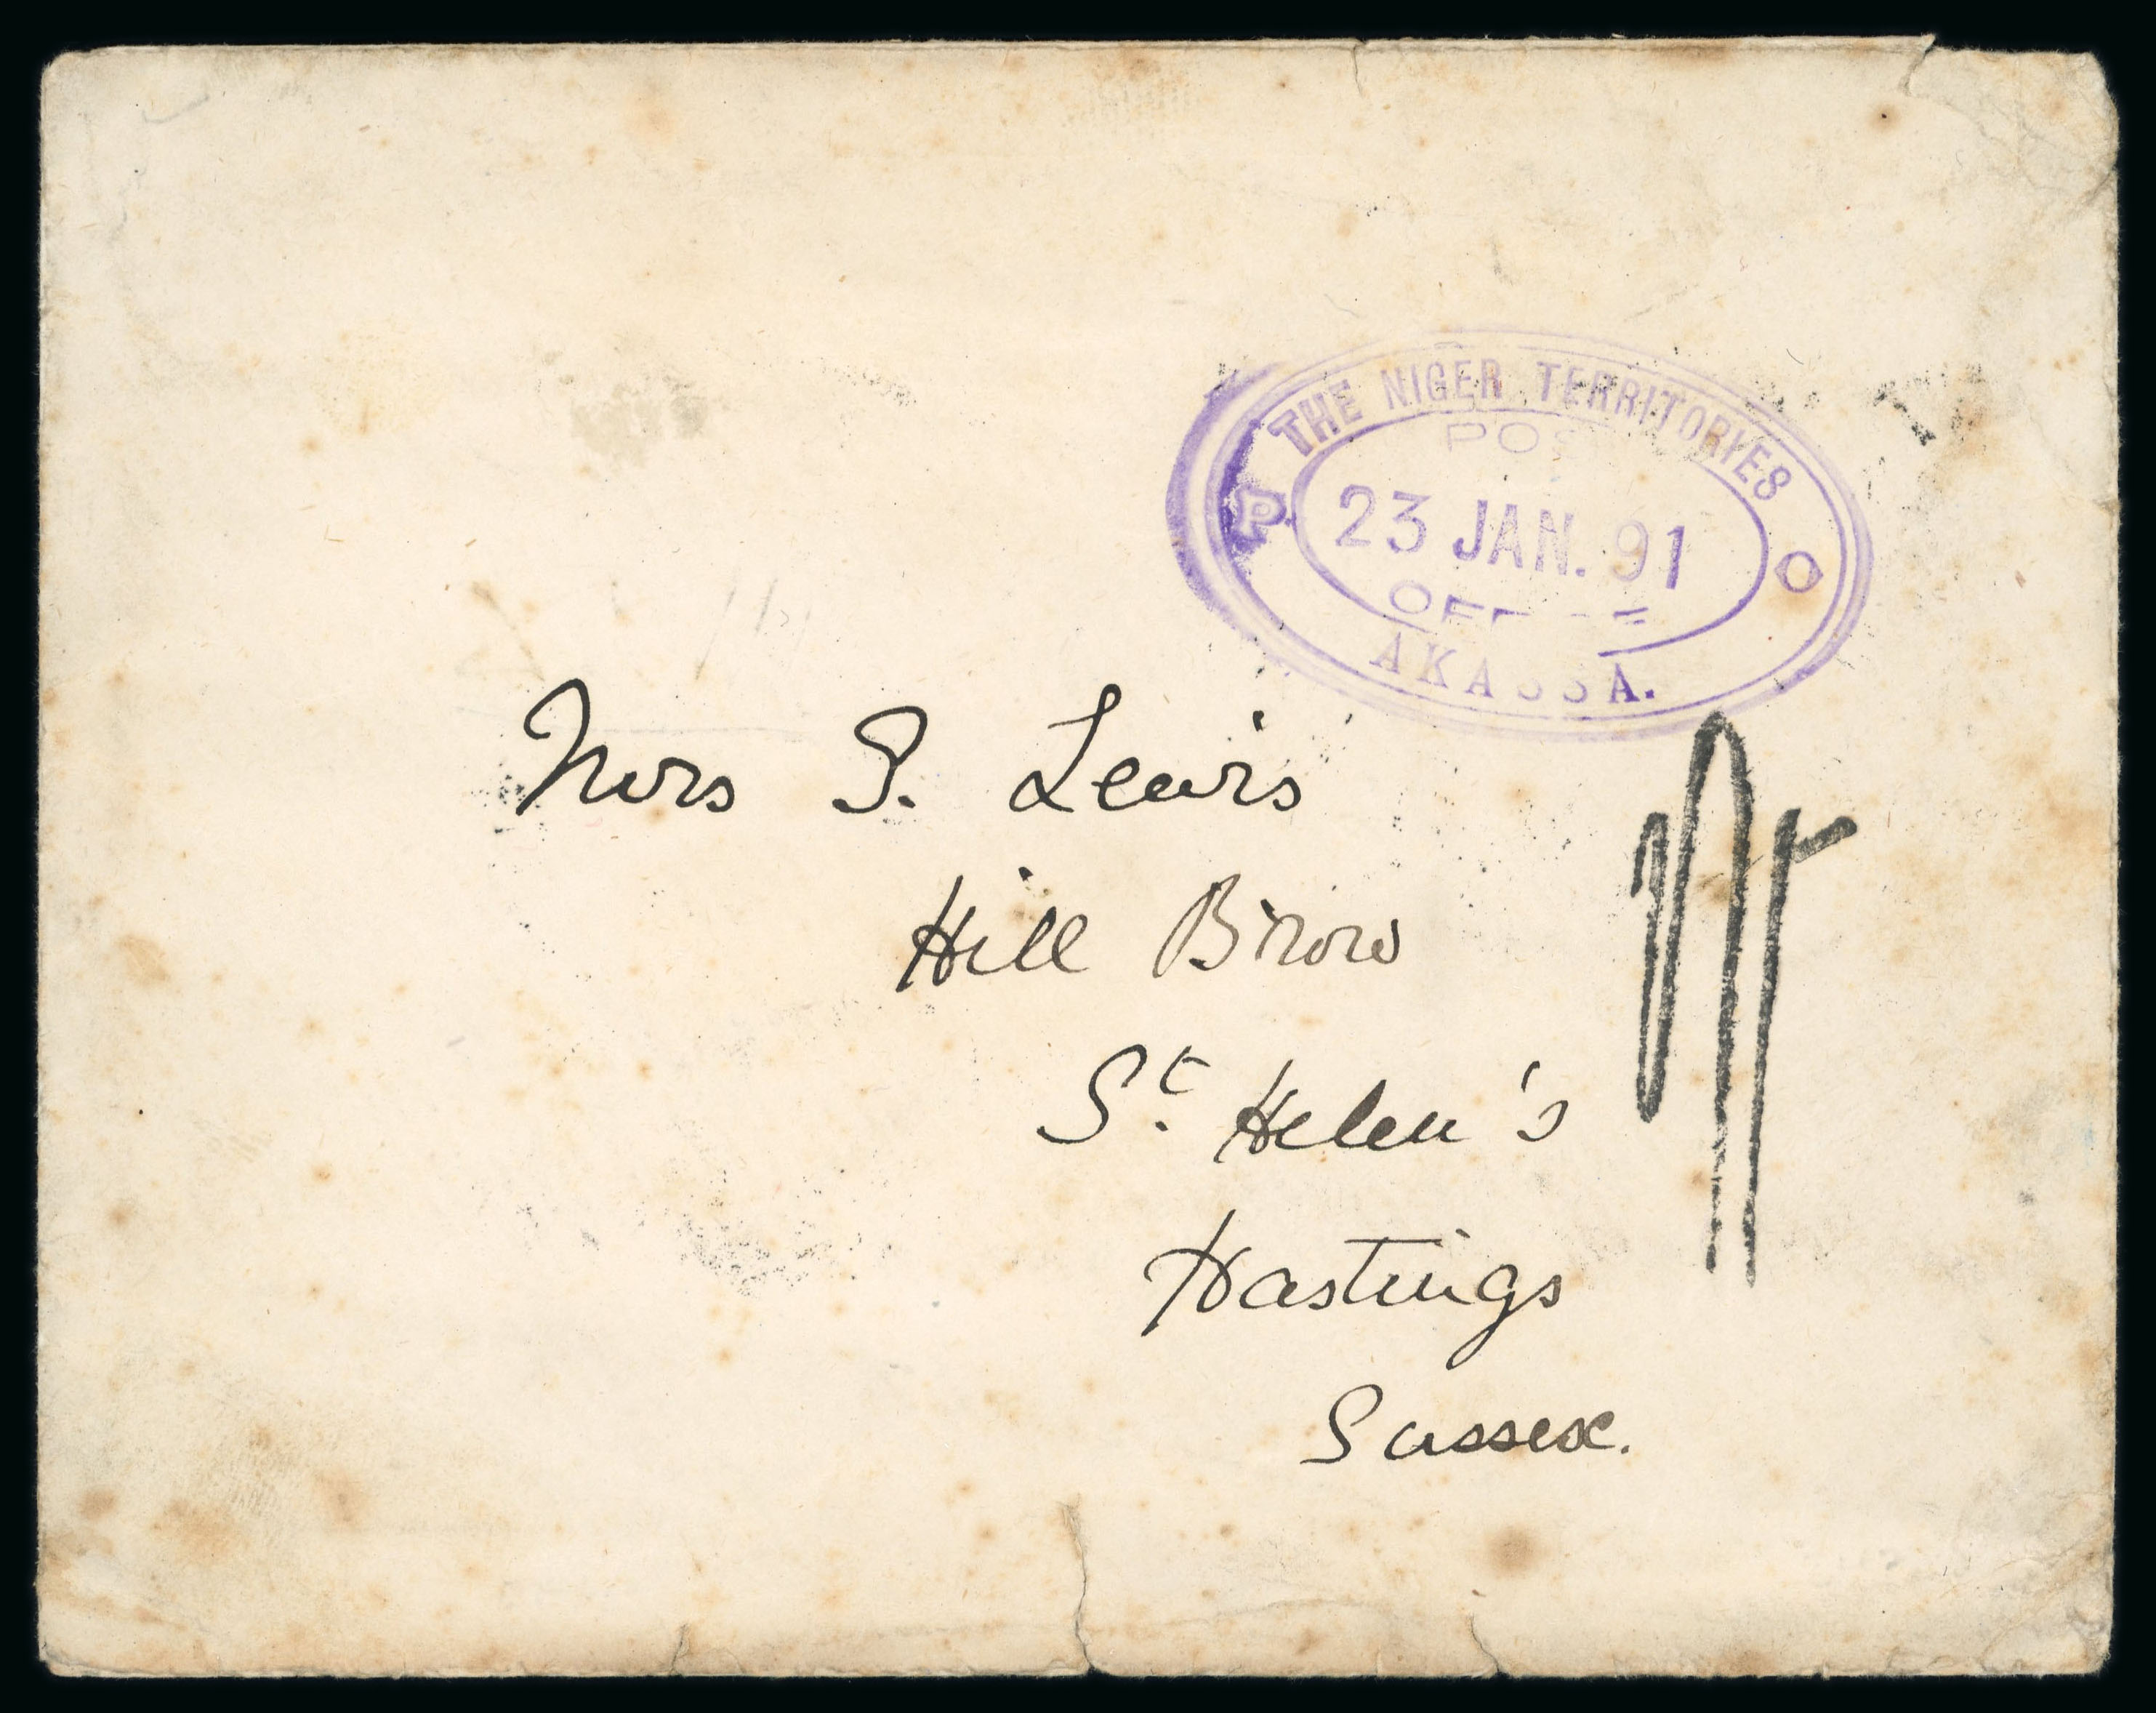 THE NIGER TERRITORIES
POST
P. O
23 JAN. 91
OFFICE
AKASSA.
Mrs S. Lewis
Hill Brow
St. Helen's
Hastings
Sussex.